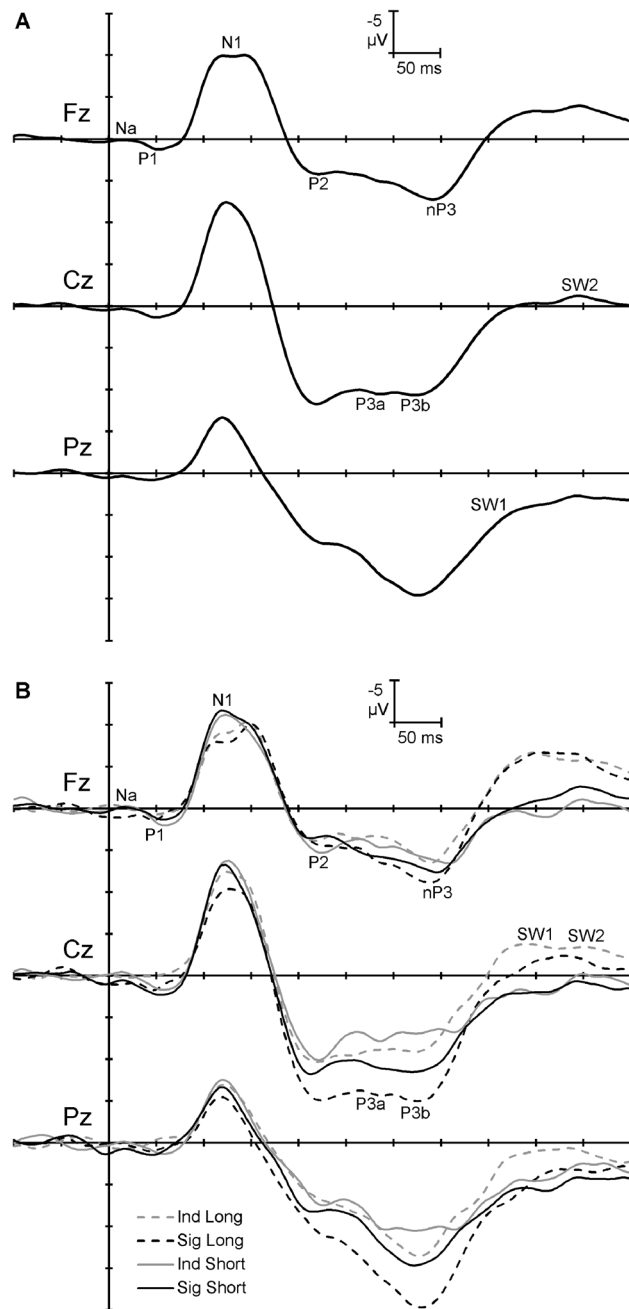 A
N1
-5
µV
50 ms
Fz
Na
P1
P2
nP3
Cz
SW2
P3a P3b
Pz
SW1
B
N1
-5
µV
50 ms
Fz
Na
P1
P2
nP3
Cz
SW1 SW2
P3a P3b
Pz
Ind Long
Sig Long
Ind Short
Sig Short